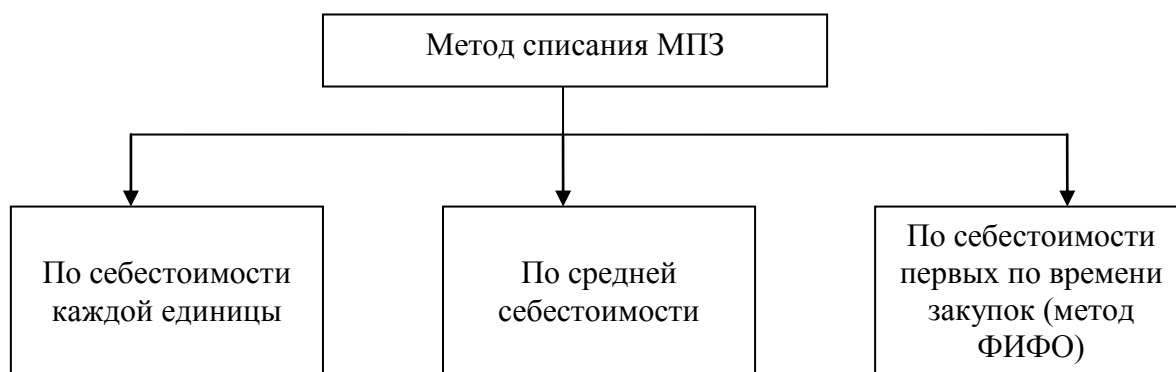 Метод списания МПЗ
По себестоимости
каждой единицы
По средней
себестоимости
По себестоимости
первых по времени
закупок (метод
ФИФО)